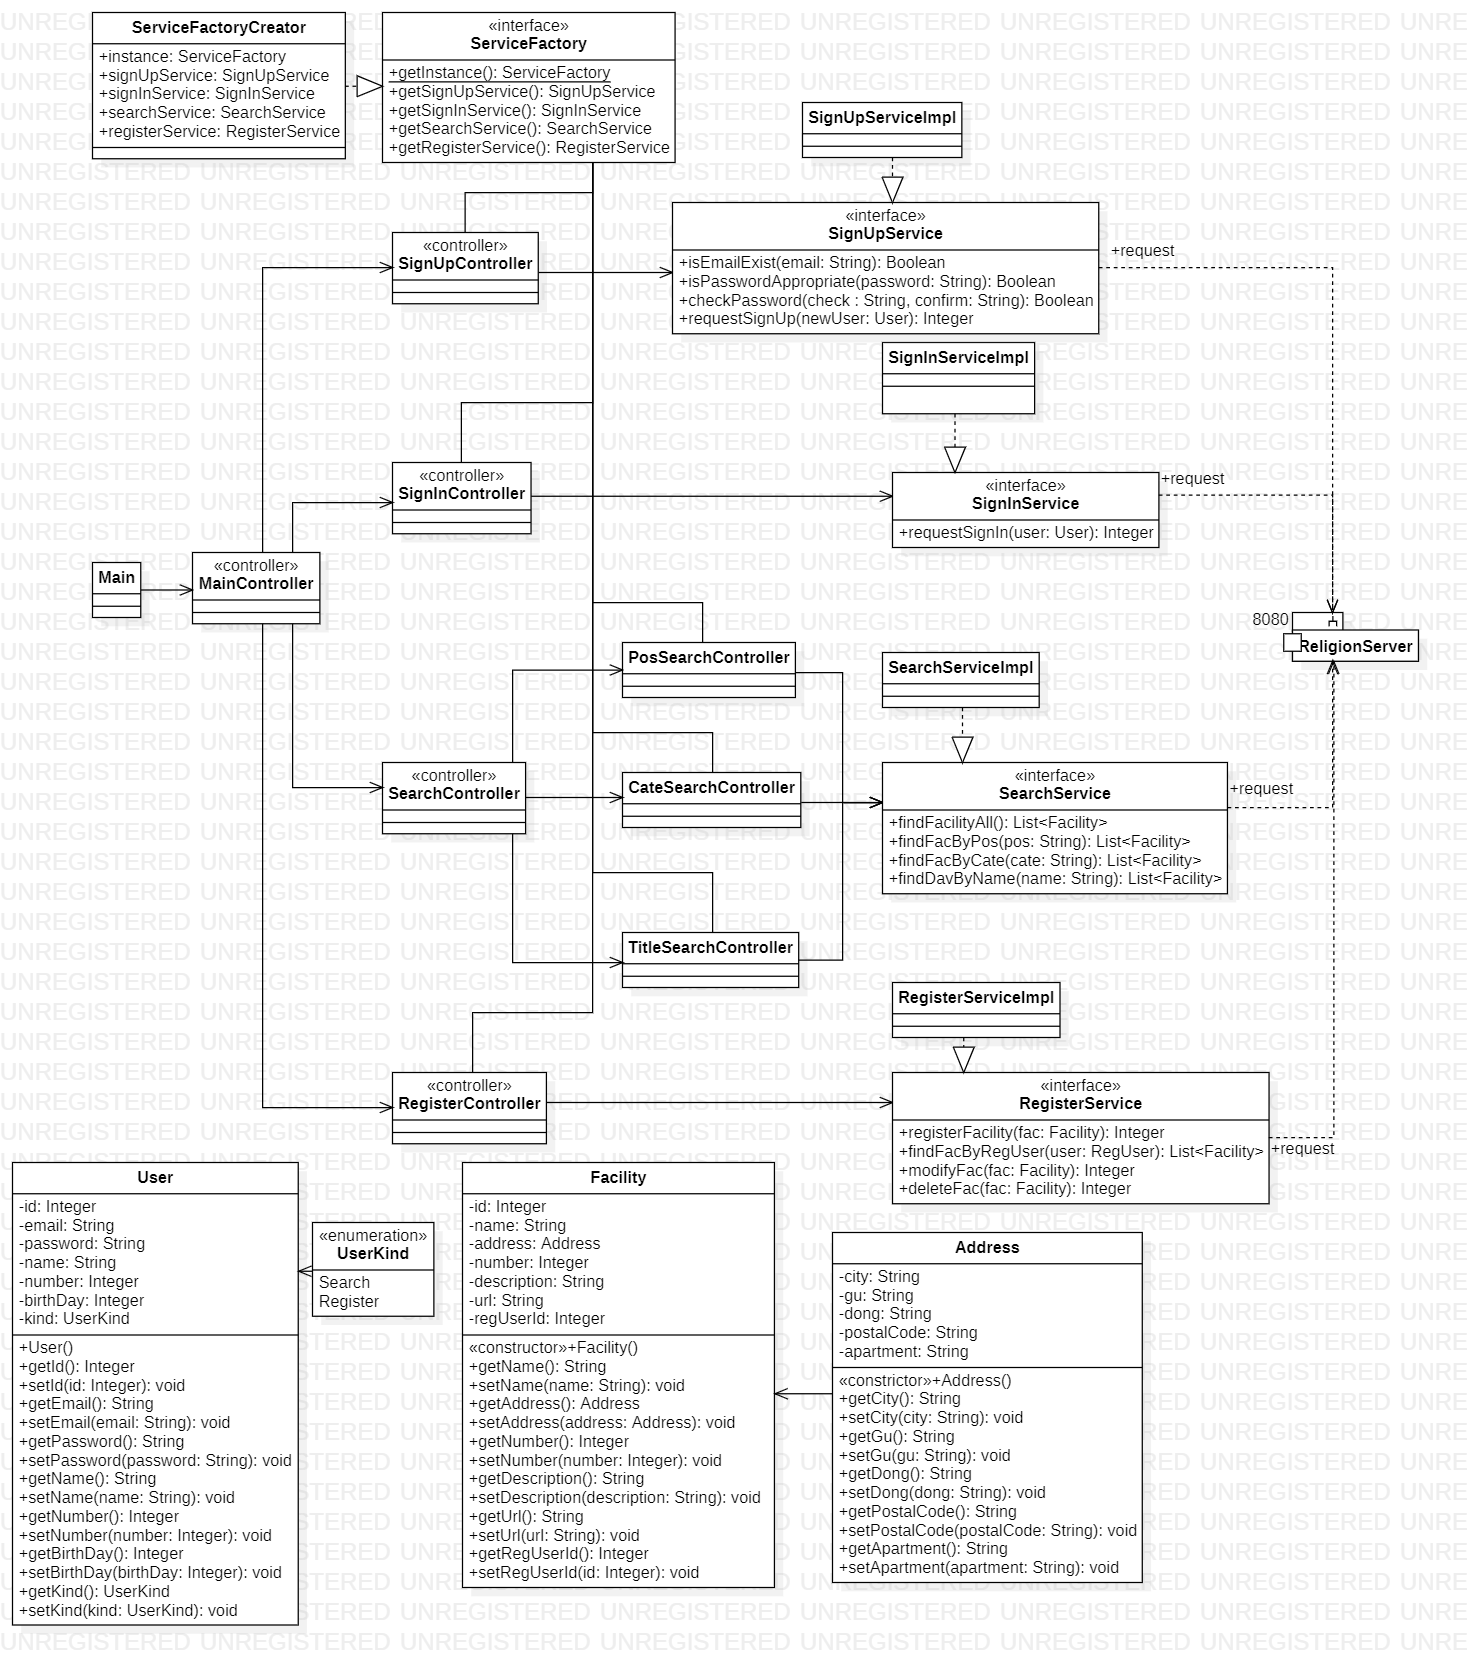 ServiceFactoryCreator
+instance: ServiceFactory
+signUpService: SignUpService
+signInService: SignInService
+searchService: SearchService
+registerService: RegisterService
«interface»
ServiceFactory
+getInstance(): ServiceFactory
+getSignUpService(): SignUpService
+getSignInService(): SignInService
+getSearchService(): SearchService
+getRegisterService(): RegisterService
SignUpServiceImpl
«interface»
SignUpService
+isEmailExist(email: String): Boolean
+isPasswordAppropriate(password: String): Boolean
+checkPassword(check : String, confirm: String): Boolean
+requestSignUp(newUser: User): Integer
+request
«controller»
SignUpController
SignInServiceImpl
«controller»
SignInController
«interface»
SignInService
+requestSignIn(user: User): Integer
+request
Main
«controller»
MainController
8080
ReligionServer
PosSearchController
SearchServiceImpl
«controller»
SearchController
CateSearchController
«interface»
SearchService
+findFacilityAll(): List<Facility>
+findFacByPos(pos: String): List<Facility>
+findFacByCate(cate: String): List<Facility>
+findDavByName(name: String): List<Facility>
+request
TitleSearchController
RegisterServiceImpl
«controller»
RegisterController
«interface»
RegisterService
+registerFacility(fac: Facility): Integer
+findFacByRegUser(user: RegUser): List<Facility>
+modifyFac(fac: Facility): Integer
+deleteFac(fac: Facility): Integer
+request
User
-id: Integer
-email: String
-password: String
-name: String
-number: Integer
-birthDay: Integer
-kind: UserKind
+User()
+getId(): Integer
+setId(id: Integer): void
+getEmail(): String
+setEmail(email: String): void
+getPassword(): String
+setPassword(password: String): void
+getName(): String
+setName(name: String): void
+getNumber(): Integer
+setNumber(number: Integer): void
+getBirthDay(): Integer
+setBirthDay(birthDay: Integer): void
+getKind(): UserKind
+setKind(kind: UserKind): void
«enumeration»
UserKind
Search
Register
Facility
-id: Integer
-name: String
-address: Address
-number: Integer
-description: String
-url: String
-regUserId: Integer
«constructor»+Facility()
+getName(): String
+setName(name: String): void
+getAddress(): Address
+setAddress(address: Address): void
+getNumber(): Integer
+setNumber(number: Integer): void
+getDescription(): String
+setDescription(description: String): void
+getUrl(): String
+setUrl(url: String): void
+getRegUserId(): Integer
+setRegUserId(id: Integer): void
Address
-city: String
-gu: String
-dong: String
-postalCode: String
-apartment: String
«constrictor»+Address()
+getCity(): String
+setCity(city: String): void
+getGu(): String
+setGu(gu: String): void
+getDong(): String
+setDong(dong: String): void
+getPostalCode(): String
+setPostalCode(postalCode: String): void
+getApartment(): String
+setApartment(apartment: String): void
UNREGISTERED